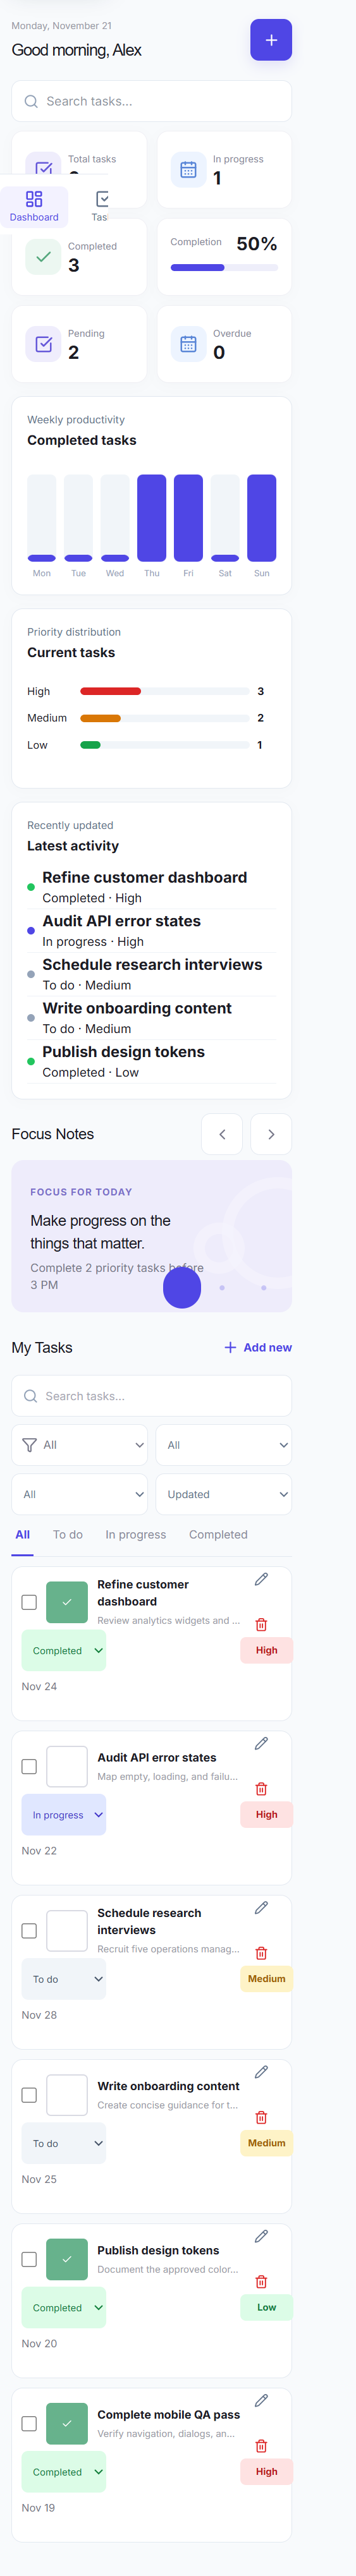 Monday, November 21
Good morning, Alex
Search tasks...
Total tasks
In progress
1
Dashboard
Completed
3
Completion 50%
Pending
2
Overdue
0
Weekly productivity
Completed tasks
Mon Tue Wed Thu Fri Sat Sun
Priority distribution
Current tasks
High 3
Medium 2
Low 1
Recently updated
Latest activity
Refine customer dashboard
Completed · High
Audit API error states
In progress · High
Schedule research interviews
To do · Medium
Write onboarding content
To do · Medium
Publish design tokens
Completed · Low
Focus Notes
FOCUS FOR TODAY
Make progress on the
things that matter.
Complete 2 priority tasks before
3 PM
My Tasks
Add new
Search tasks...
All
All
All
Updated
All To do In progress Completed
Refine customer
dashboard
Review analytics widgets and ...
Completed
High
Nov 24
Audit API error states
Map empty, loading, and failu...
In progress
High
Nov 22
Schedule research
interviews
Recruit five operations manag...
To do
Medium
Nov 28
Write onboarding content
Create concise guidance for t...
To do
Medium
Nov 25
Publish design tokens
Document the approved color...
Completed
Low
Nov 20
Complete mobile QA pass
Verify navigation, dialogs, an...
Completed
High
Nov 19